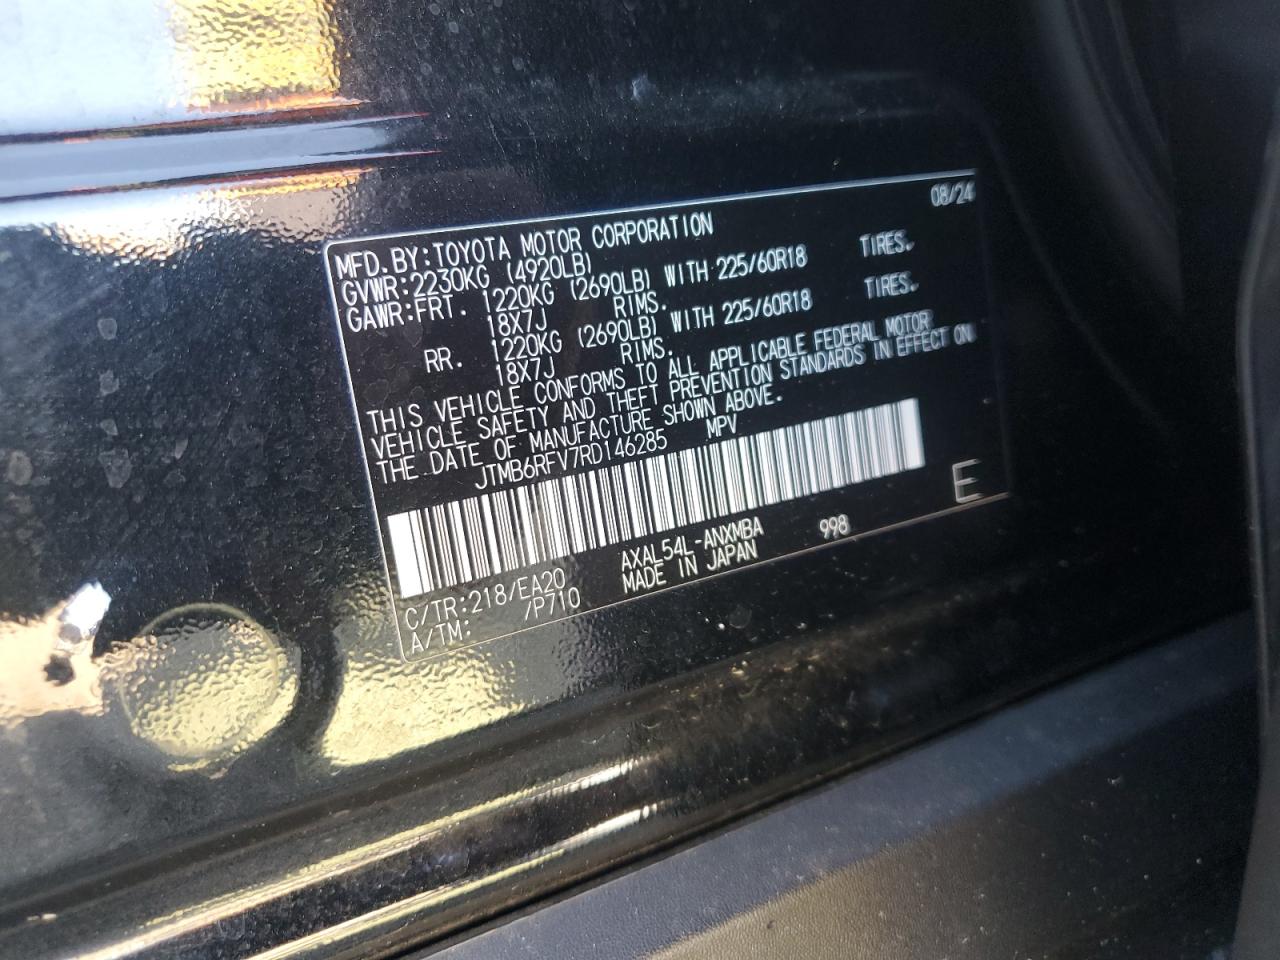 08/24
MFD. BY: TOYOTA MOTOR CORPORATION
GVWR: 2230KG (4920LB)
GAWR: FRT. 1220KG (2690LB) WITH 225/60R18 TIRES.
18X7J RIMS.
RR. 1220KG (2690LB) WITH 225/60R18 TIRES.
18X7J RIMS.
THIS VEHICLE CONFORMS TO ALL APPLICABLE FEDERAL MOTOR
VEHICLE SAFETY AND THEFT PREVENTION STANDARDS IN EFFECT ON
THE DATE OF MANUFACTURE SHOWN ABOVE.
JTMB6RFV7RD146285 MPV
E
C/TR: 218/EA20 AXAL54L-ANXMBA 998
A/TM: /P710 MADE IN JAPAN